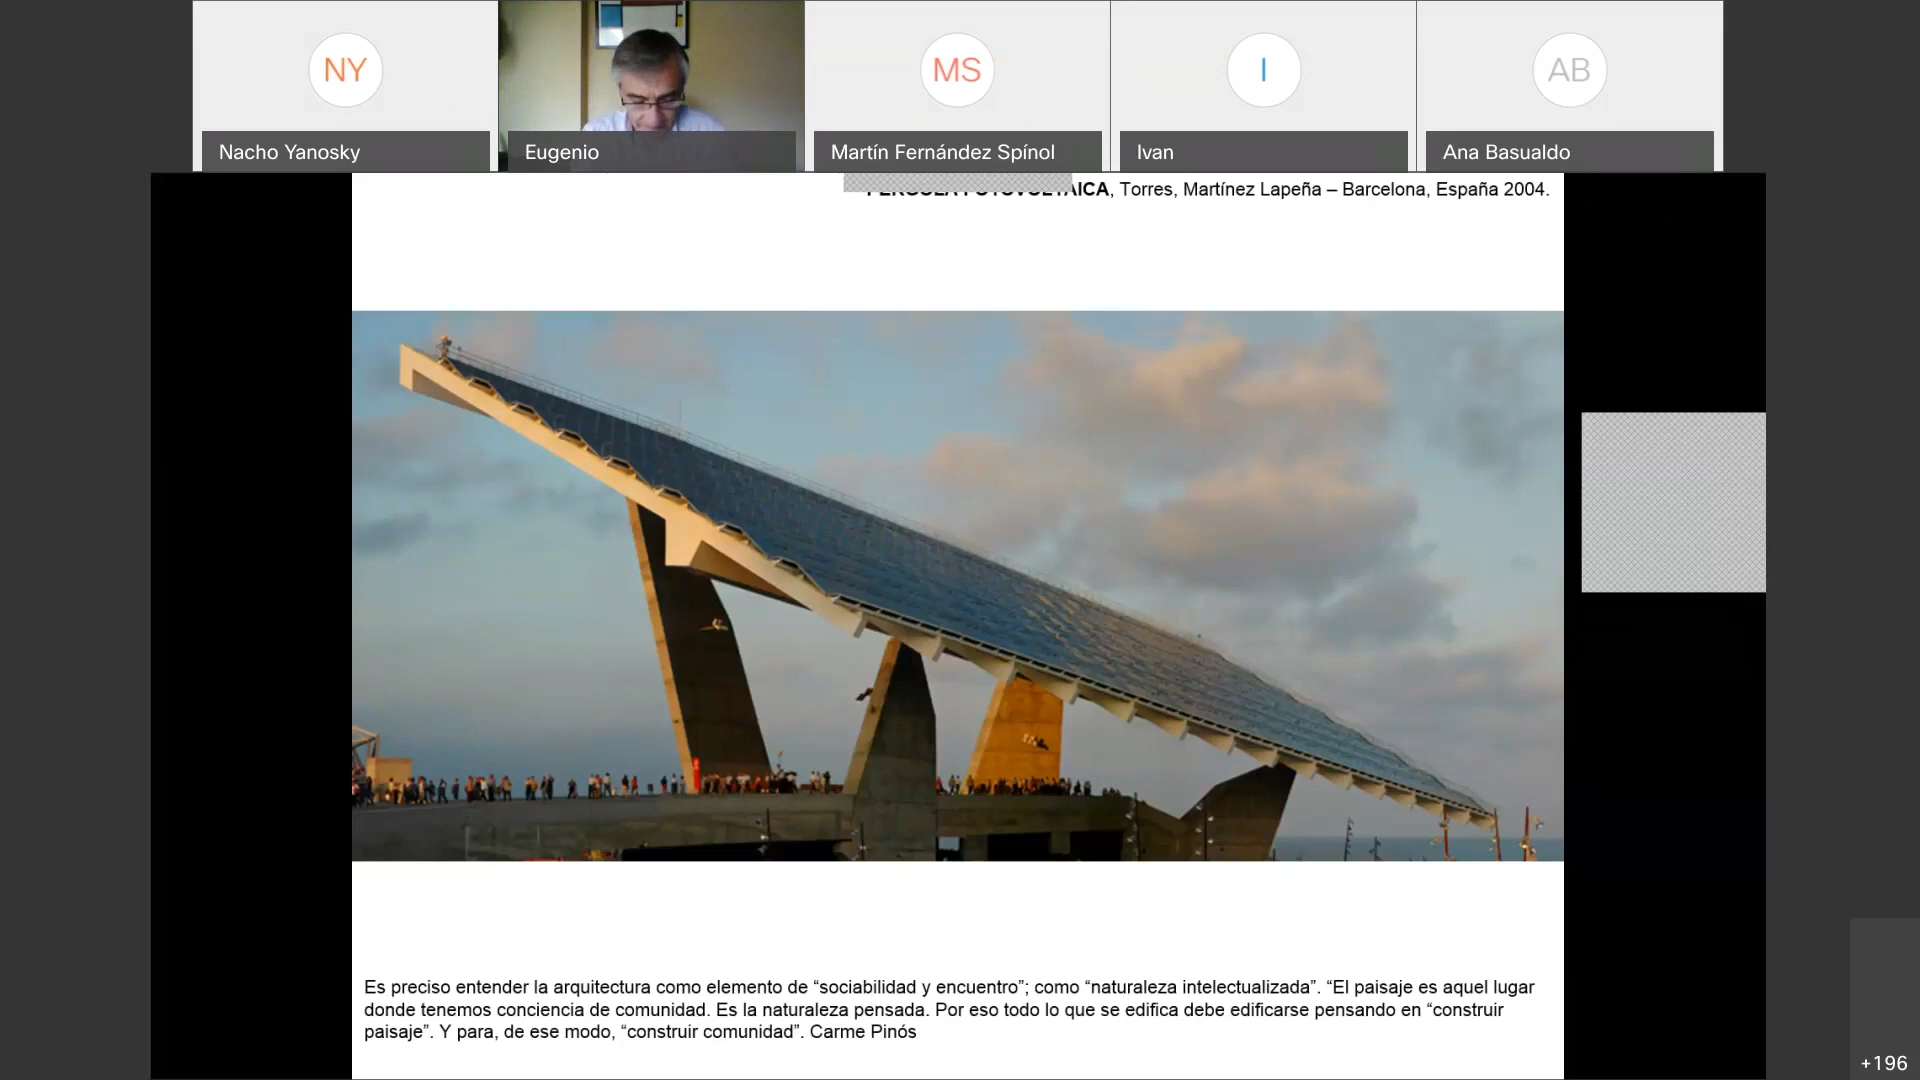 NY
MS
I
AB
Nacho Yanosky
Eugenio
Martín Fernández Spínol
Ivan
Ana Basualdo
PÉRGOLA FOTOVOLTAICA, Torres, Martínez Lapeña – Barcelona, España 2004.
Es preciso entender la arquitectura como elemento de “sociabilidad y encuentro”; como “naturaleza intelectualizada”. “El paisaje es aquel lugar
donde tenemos conciencia de comunidad. Es la naturaleza pensada. Por eso todo lo que se edifica debe edificarse pensando en “construir
paisaje”. Y para, de ese modo, “construir comunidad”. Carme Pinós
+196